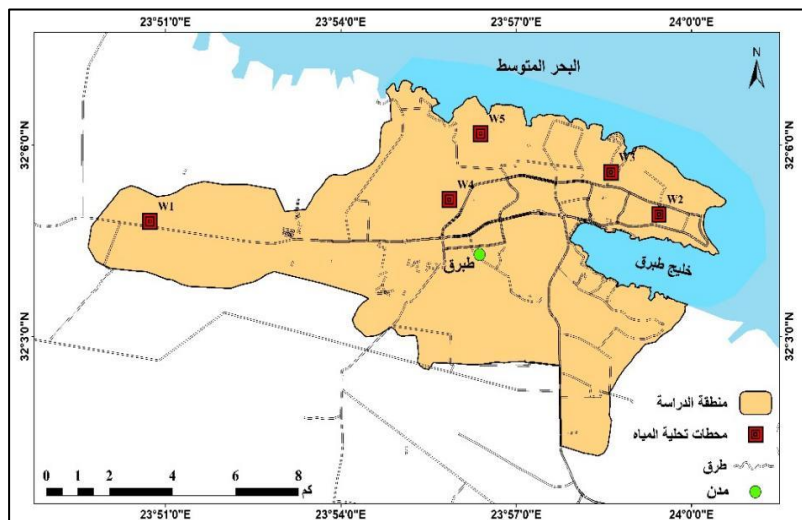 23°51'0"E 23°54'0"E 23°57'0"E 24°0'0"E
البحر المتوسط
N
32°6'0"N 32°6'0"N
W5
W3
W4
W2
W1
طبرق
خليج طبرق
32°3'0"N 32°3'0"N
منطقة الدراسة
محطات تحلية المياه
طرق
مدن
0 1 2 4 6 8 كم
23°51'0"E 23°54'0"E 23°57'0"E 24°0'0"E